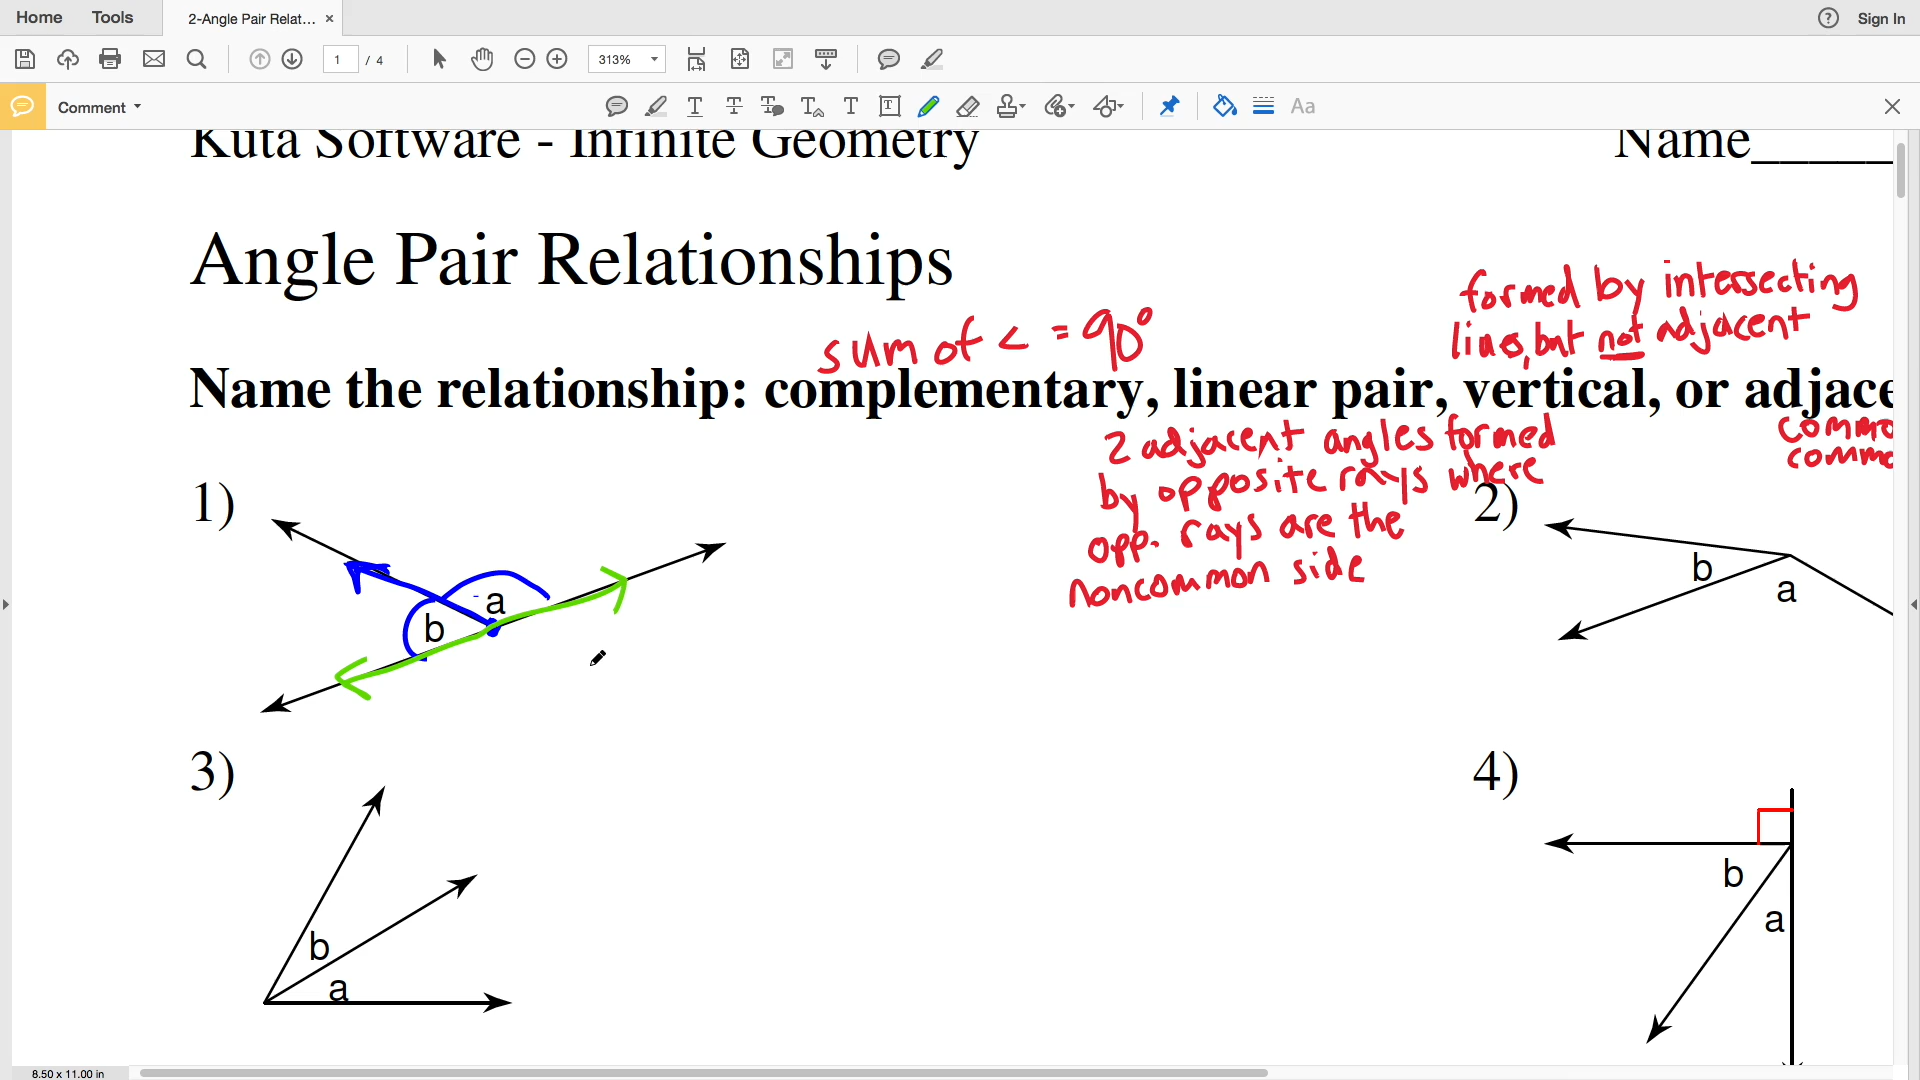 Home Tools 2-Angle Pair Relat... × ? Sign In
1 / 4 313%
Comment Aa
Kuta Software - Infinite Geometry Name______
Angle Pair Relationships
formed by intersecting
lines, but not adjacent
sum of < = 90°
Name the relationship: complementary, linear pair, vertical, or adjace
commo
comm
2 adjacent angles formed
by opposite rays where
opp. rays are the
noncommon side
1)
a
b
2)
b
a
3)
b
a
4)
b
a
8.50 x 11.00 in